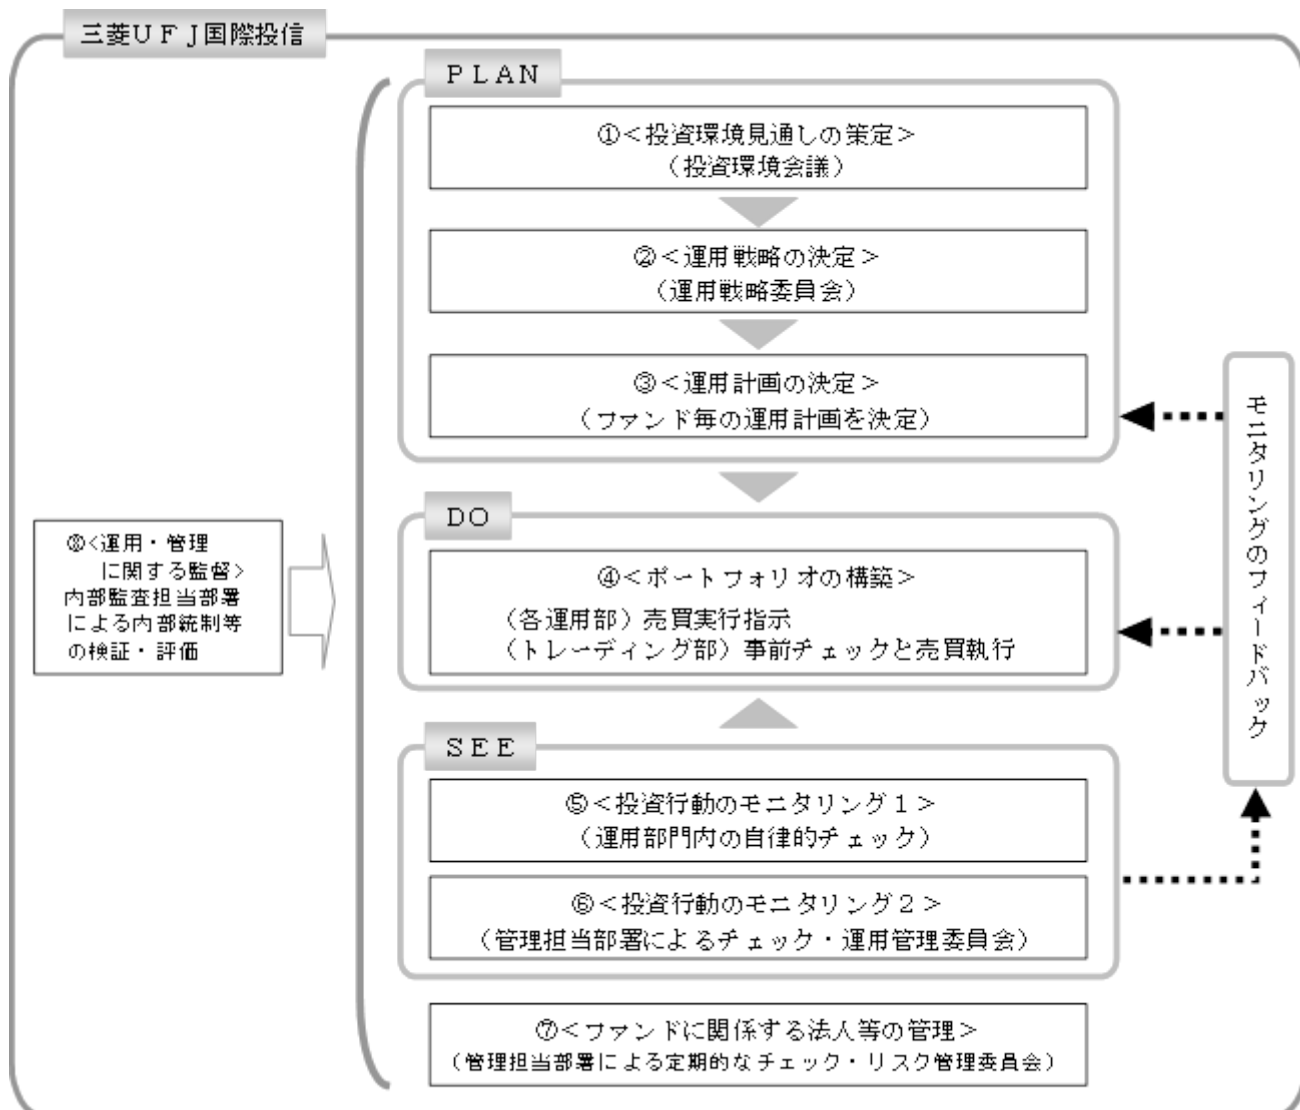 三菱ＵＦＪ国際投信
ＰＬＡＮ
①＜投資環境見通しの策定＞
（投資環境会議）
②＜運用戦略の決定＞
（運用戦略委員会）
③＜運用計画の決定＞
（ファンド毎の運用計画を決定）
ＤＯ
④＜ポートフォリオの構築＞
（各運用部）売買実行指示
（トレーディング部）事前チェックと売買執行
ＳＥＥ
⑤＜投資行動のモニタリング１＞
（運用部門内の自律的チェック）
⑥＜投資行動のモニタリング２＞
（管理担当部署によるチェック・運用管理委員会）
⑦＜ファンドに関係する法人等の管理＞
（管理担当部署による定期的なチェック・リスク管理委員会）
⑧＜運用・管理
に関する監督＞
内部監査担当部署
による内部統制等
の検証・評価
モニタリングのフィードバック